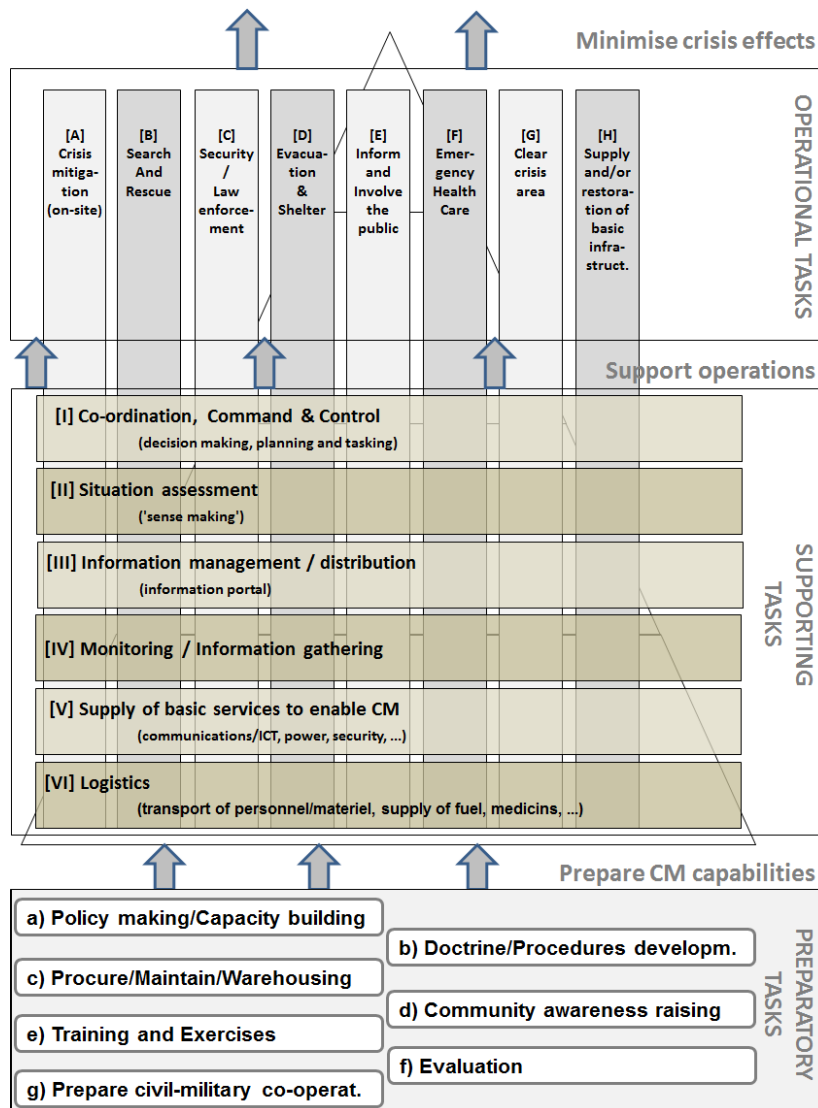 Minimise crisis effects
[A]
Crisis
mitiga-
tion
(on-site)
[B]
Search
And
Rescue
[C]
Security
/
Law
enforce-
ment
[D]
Evacua-
tion
&
Shelter
[E]
Inform
and
Involve
the
public
[F]
Emer-
gency
Health
Care
[G]
Clear
crisis
area
[H]
Supply
and/or
resto-
ration of
basic
infra-
struct.
OPERATIONAL TASKS
Support operations
[I] Co-ordination, Command & Control
(decision making, planning and tasking)
[II] Situation assessment
('sense making')
[III] Information management / distribution
(information portal)
[IV] Monitoring / Information gathering
[V] Supply of basic services to enable CM
(communications/ICT, power, security, ...)
[VI] Logistics
(transport of personnel/materiel, supply of fuel, medicins, ...)
SUPPORTING
TASKS
Prepare CM capabilities
a) Policy making/Capacity building
b) Doctrine/Procedures developm.
c) Procure/Maintain/Warehousing
d) Community awareness raising
e) Training and Exercises
f) Evaluation
g) Prepare civil-military co-operat.
PREPARATORY
TASKS